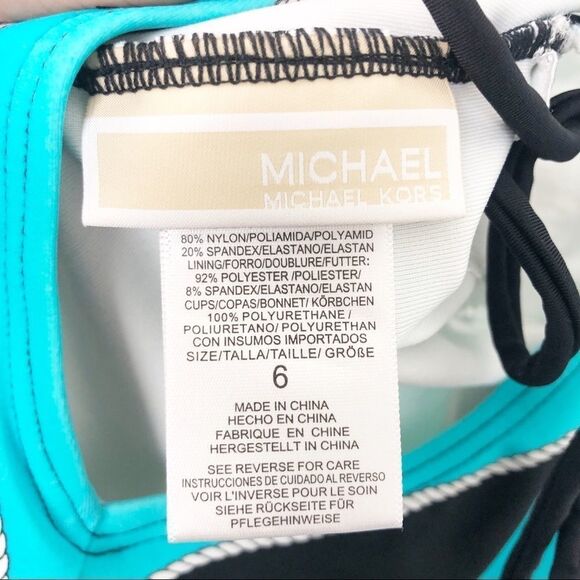 MICHAEL
MICHAEL KORS
80% NYLON/POLIAMIDA/POLYAMID
20% SPANDEX/ELASTANO/ELASTAN
LINING/FORRO/DOUBLURE/FUTTER:
92% POLYESTER /POLIESTER/
8% SPANDEX/ELASTANO/ELASTAN
CUPS/COPAS/BONNET/ KÖRBCHEN
100% POLYURETHANE /
POLIURETANO/ POLYURETHAN
CON INSUMOS IMPORTADOS
SIZE/TALLA/TAILLE/ GRÖßE
6
MADE IN CHINA
HECHO EN CHINA
FABRIQUE EN CHINE
HERGESTELLT IN CHINA
SEE REVERSE FOR CARE
INSTRUCCIONES DE CUIDADO AL REVERSO
VOIR L'INVERSE POUR LE SOIN
SIEHE RÜCKSEITE FÜR
PFLEGEHINWEISE